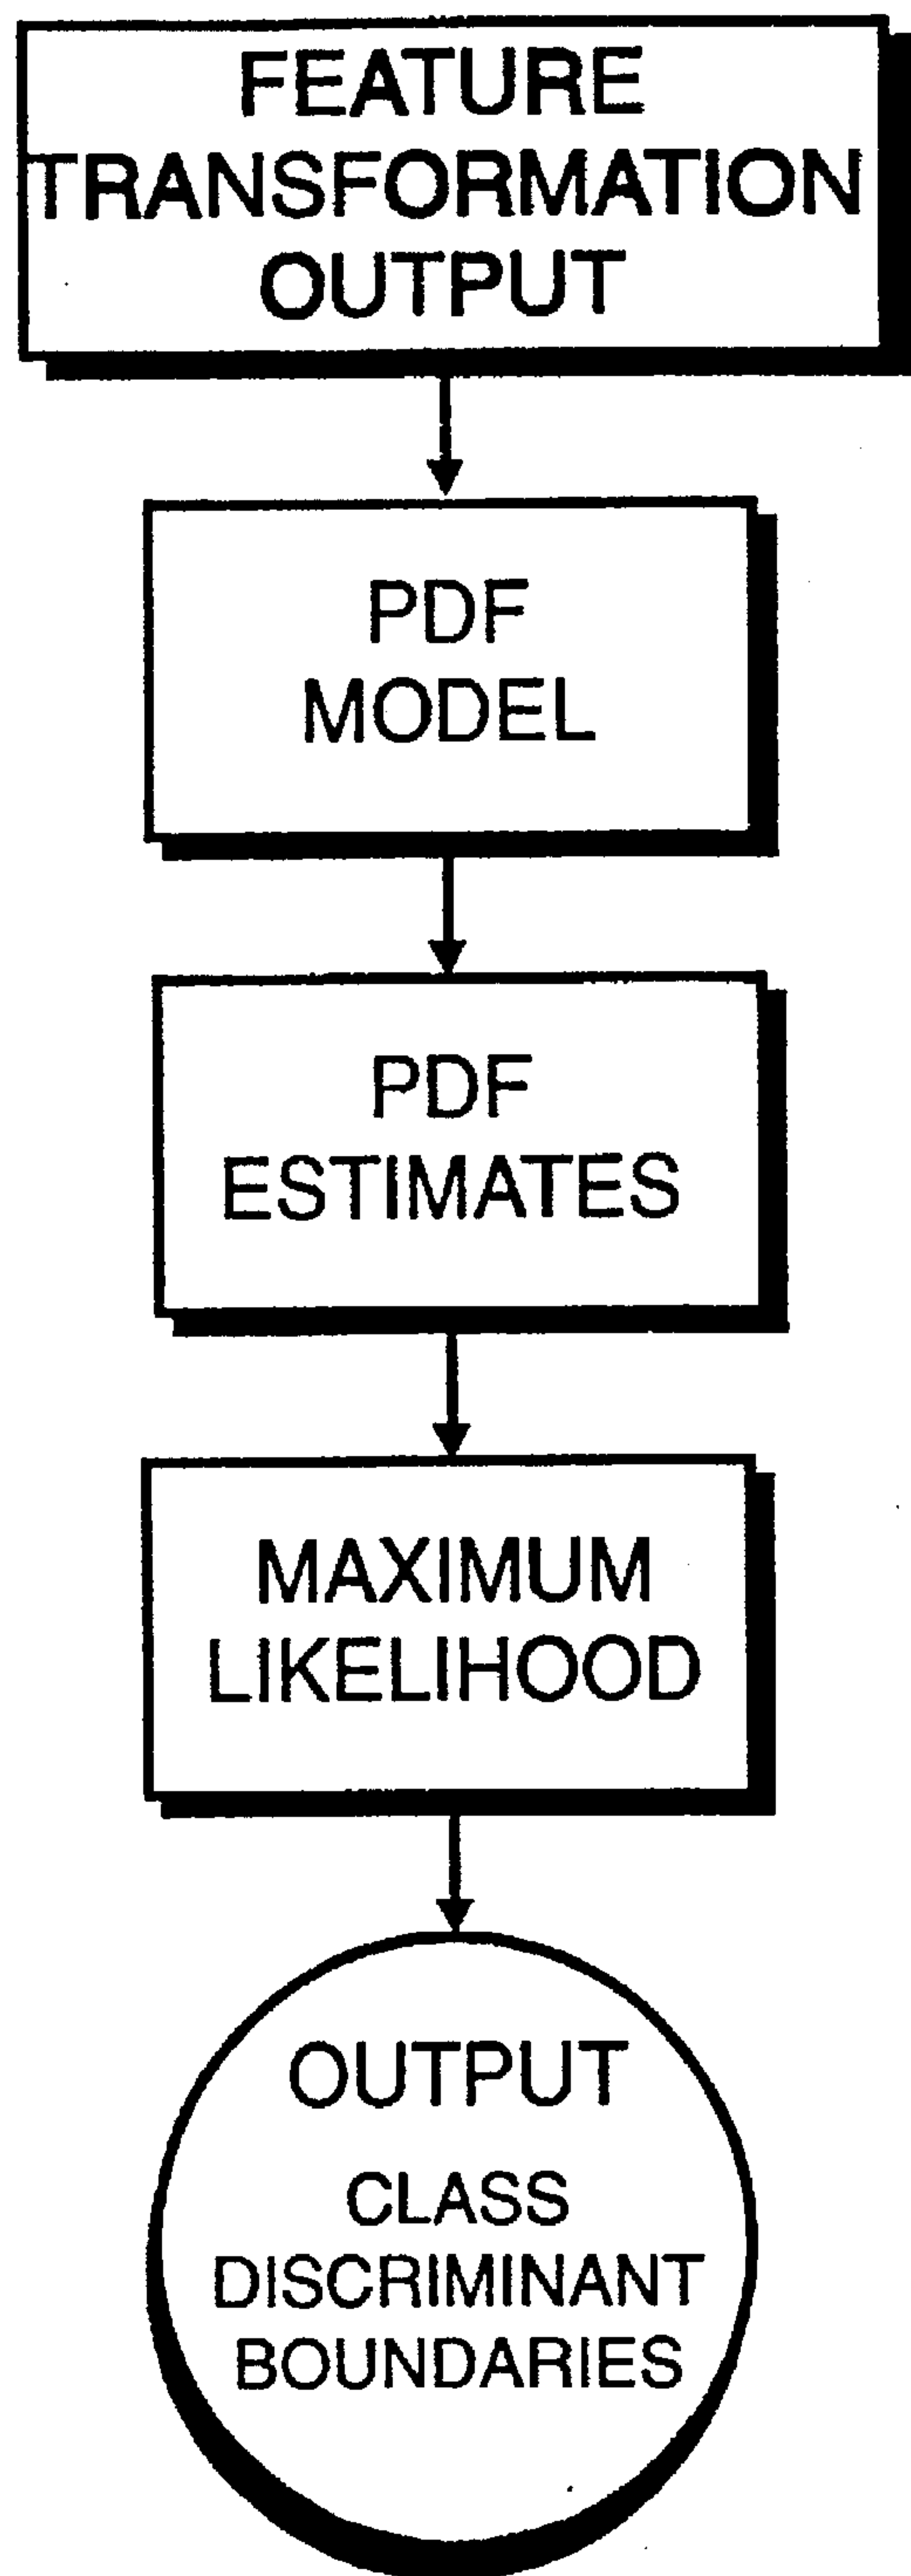 FEATURE
TRANSFORMATION
OUTPUT
PDF
MODEL
PDF
ESTIMATES
MAXIMUM
LIKELIHOOD
OUTPUT
CLASS
DISCRIMINANT
BOUNDARIES